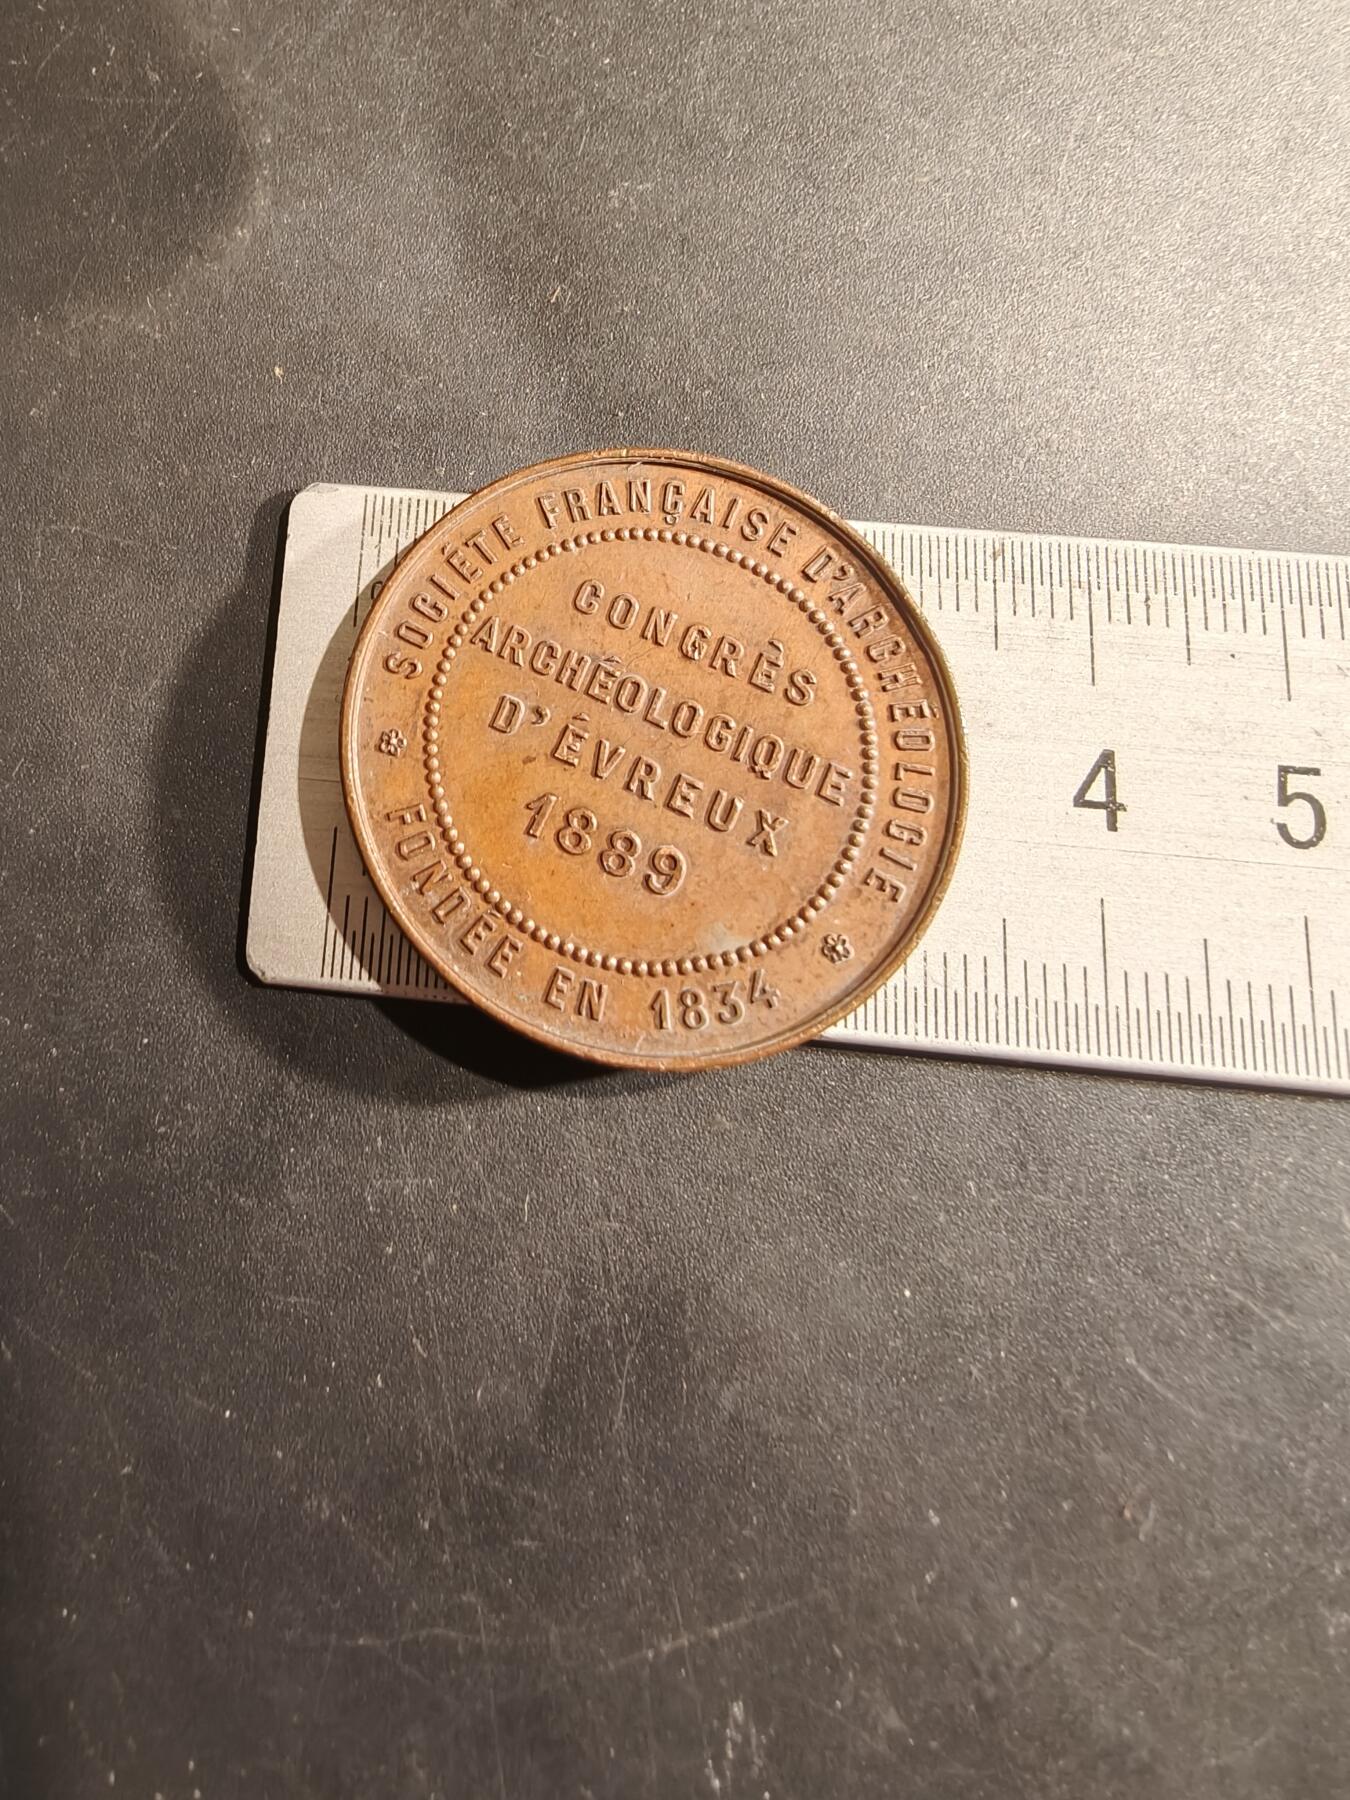 SOCIÉTÉ FRANÇAISE D'ARCHÉOLOGIE
CONGRÈS
ARCHÉOLOGIQUE
D'ÉVREUX
1889
FONDÉE EN 1834
4 5